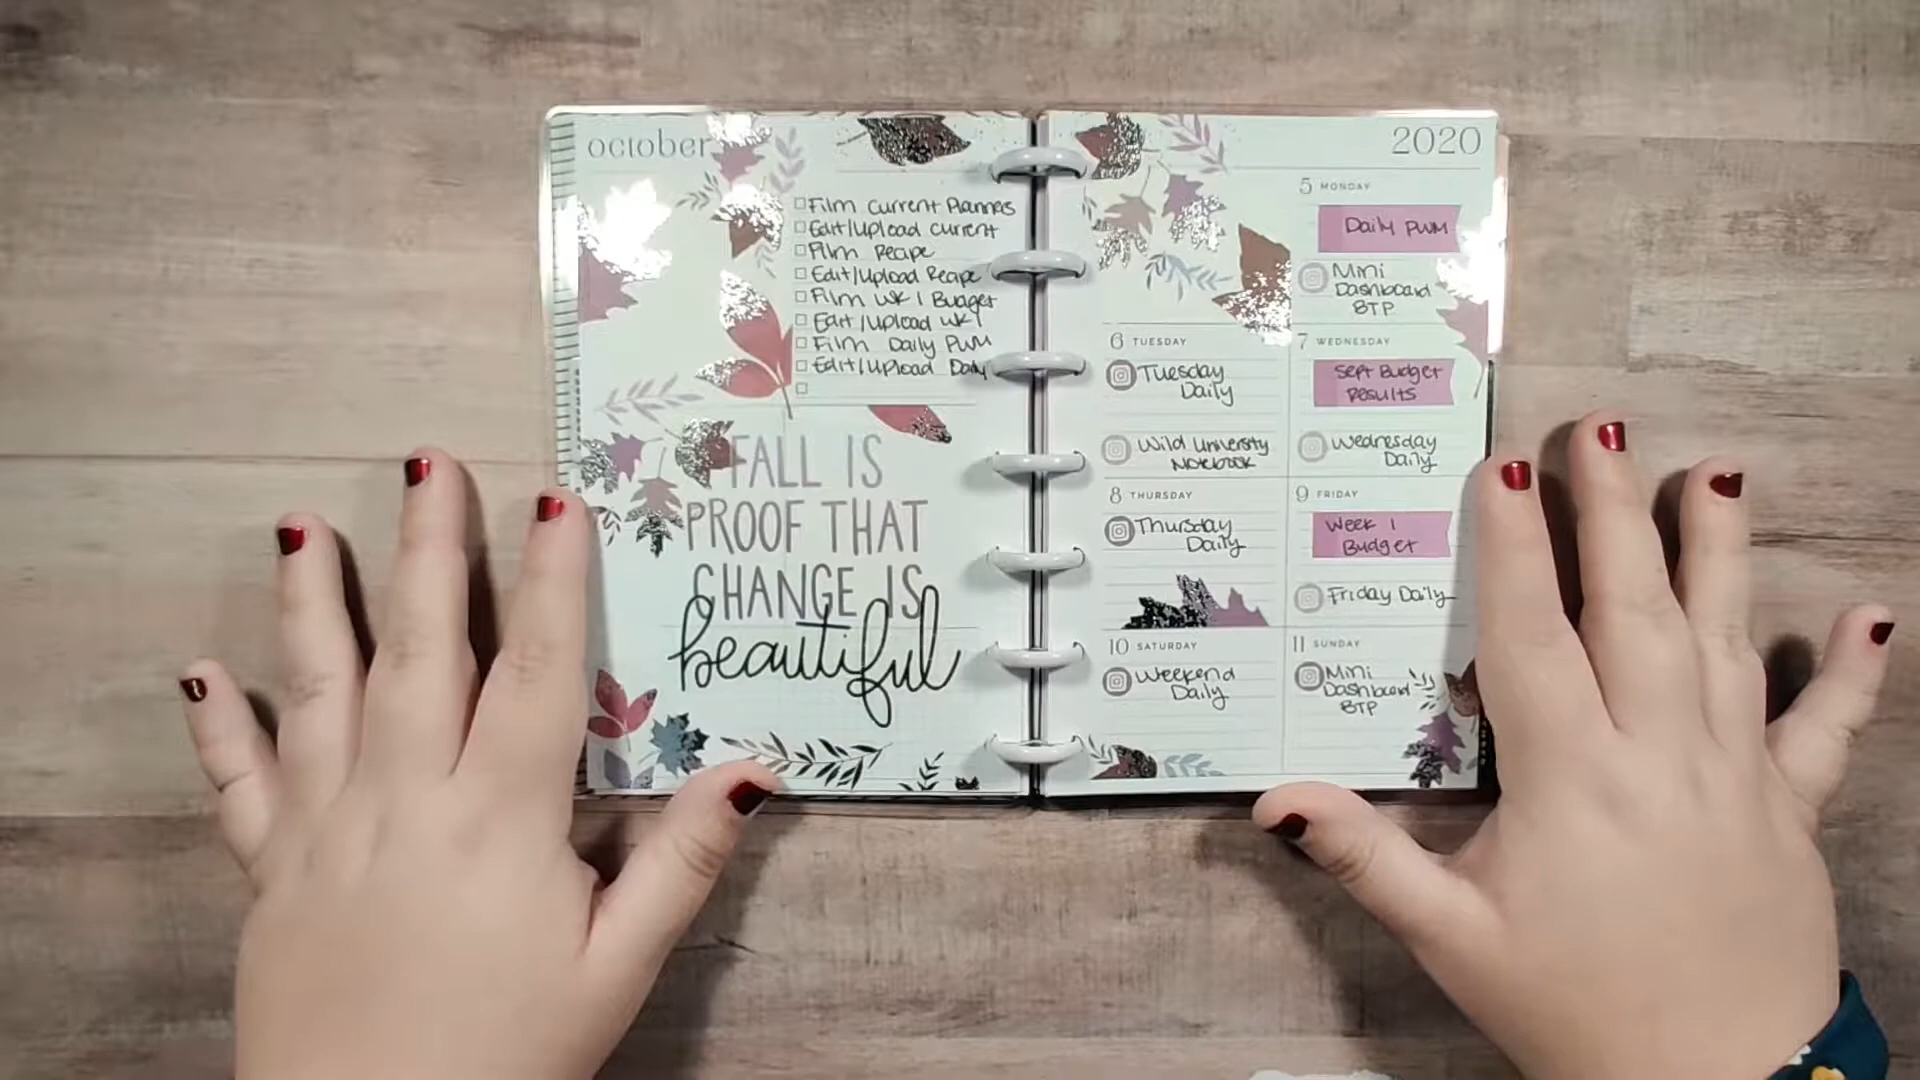 october
□ Film Current Planners
□ Edit/Upload Current
□ Film Recipe
□ Edit/Upload Recipe
□ Film WK 1 Budget
□ Edit/Upload WK 1
□ Film Daily PWM
□ Edit/Upload Daily
□
FALL IS
PROOF THAT
CHANGE IS
beautiful
2020
5 MONDAY
Daily PWM
Mini
Dashboard
BTP
6 TUESDAY
Tuesday
Daily
Wild University
Notebook
7 WEDNESDAY
Sept Budget
Results
Wednesday
Daily
8 THURSDAY
Thursday
Daily
9 FRIDAY
Week 1
Budget
Friday Daily
10 SATURDAY
Weekend
Daily
11 SUNDAY
Mini
Dashboard
BTP